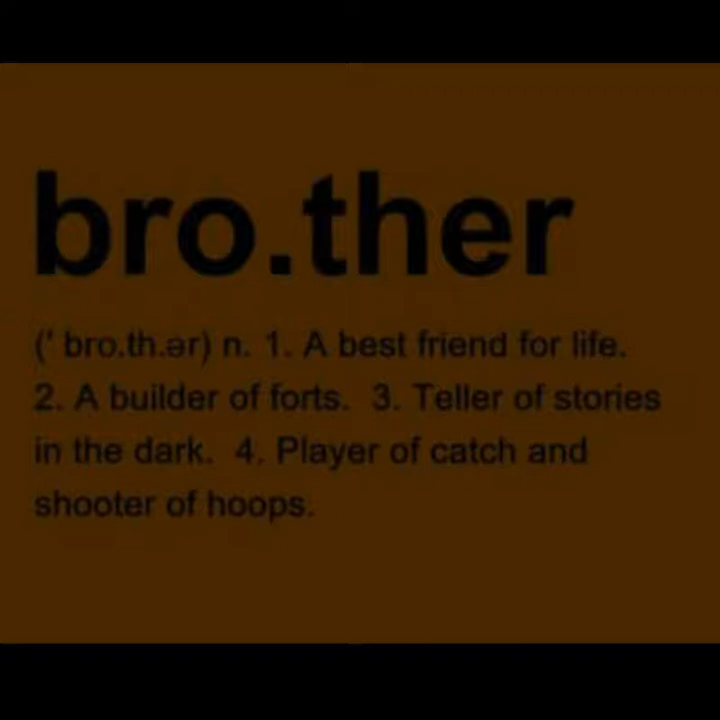 bro.ther
(' bro.th.ər) n. 1. A best friend for life.
2. A builder of forts.  3. Teller of stories
in the dark.  4. Player of catch and
shooter of hoops.